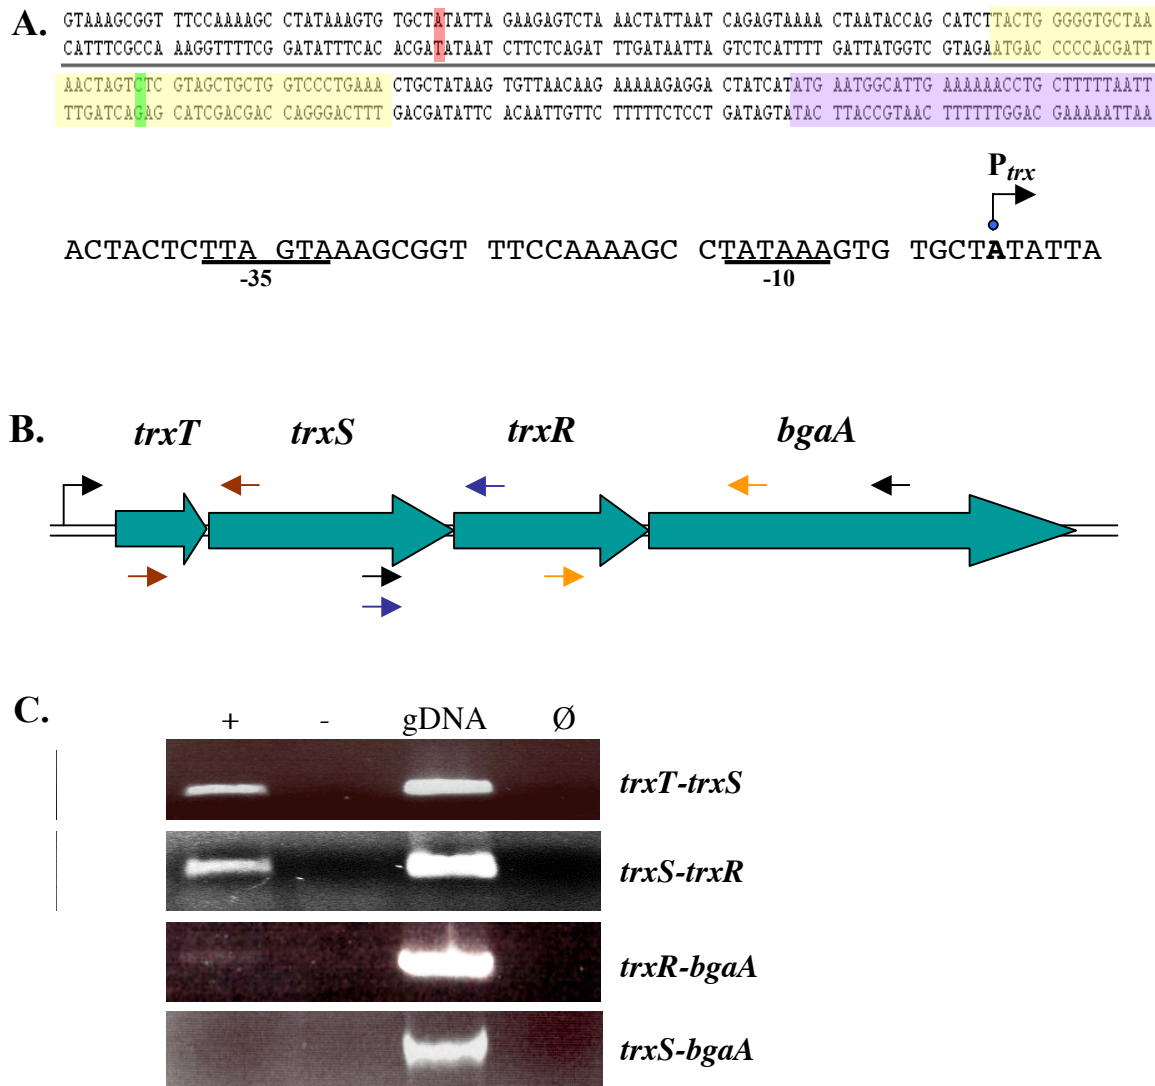 A.
GTAAAGCGGT TTCCAAAAGC CTATAAAGTG TGCTATATTA GAAGAGTCTA AACTATTAAT CAGAGTAAAA CTAATACCAG CATCTTACTG GGGGTGCTAA
CATTTCGCCA AAGGTTTTCG GATATTTCAC ACGATATAAT CTTCTCAGAT TTGATAATTA GTCTCATTTT GATTATGGTC GTAGAATGAC CCCCACGATT
AACTAGTCTC GTAGCTGCTG GTCCCTGAAA CTGCTATAAG TGTTAACAAG AAAAAGAGGA CTATCATATG AATGGCATTG AAAAAACCTG CTTTTTAATT
TTGATCAGAG CATCGACGAC CAGGGACTTT GACGATATTC ACAATTGTTC TTTTTCTCCT GATAGTATAC TTACCGTAAC TTTTTTGGAC GAAAAATTAA
Ptrx
ACTACTCTTA GTAAAGCGGT TTCCAAAAGC CTATAAAGTG TGCTATATTA
-35 -10
B.
trxT trxS trxR bgaA
C.
+ - gDNA Ø
trxT-trxS
trxS-trxR
trxR-bgaA
trxS-bgaA